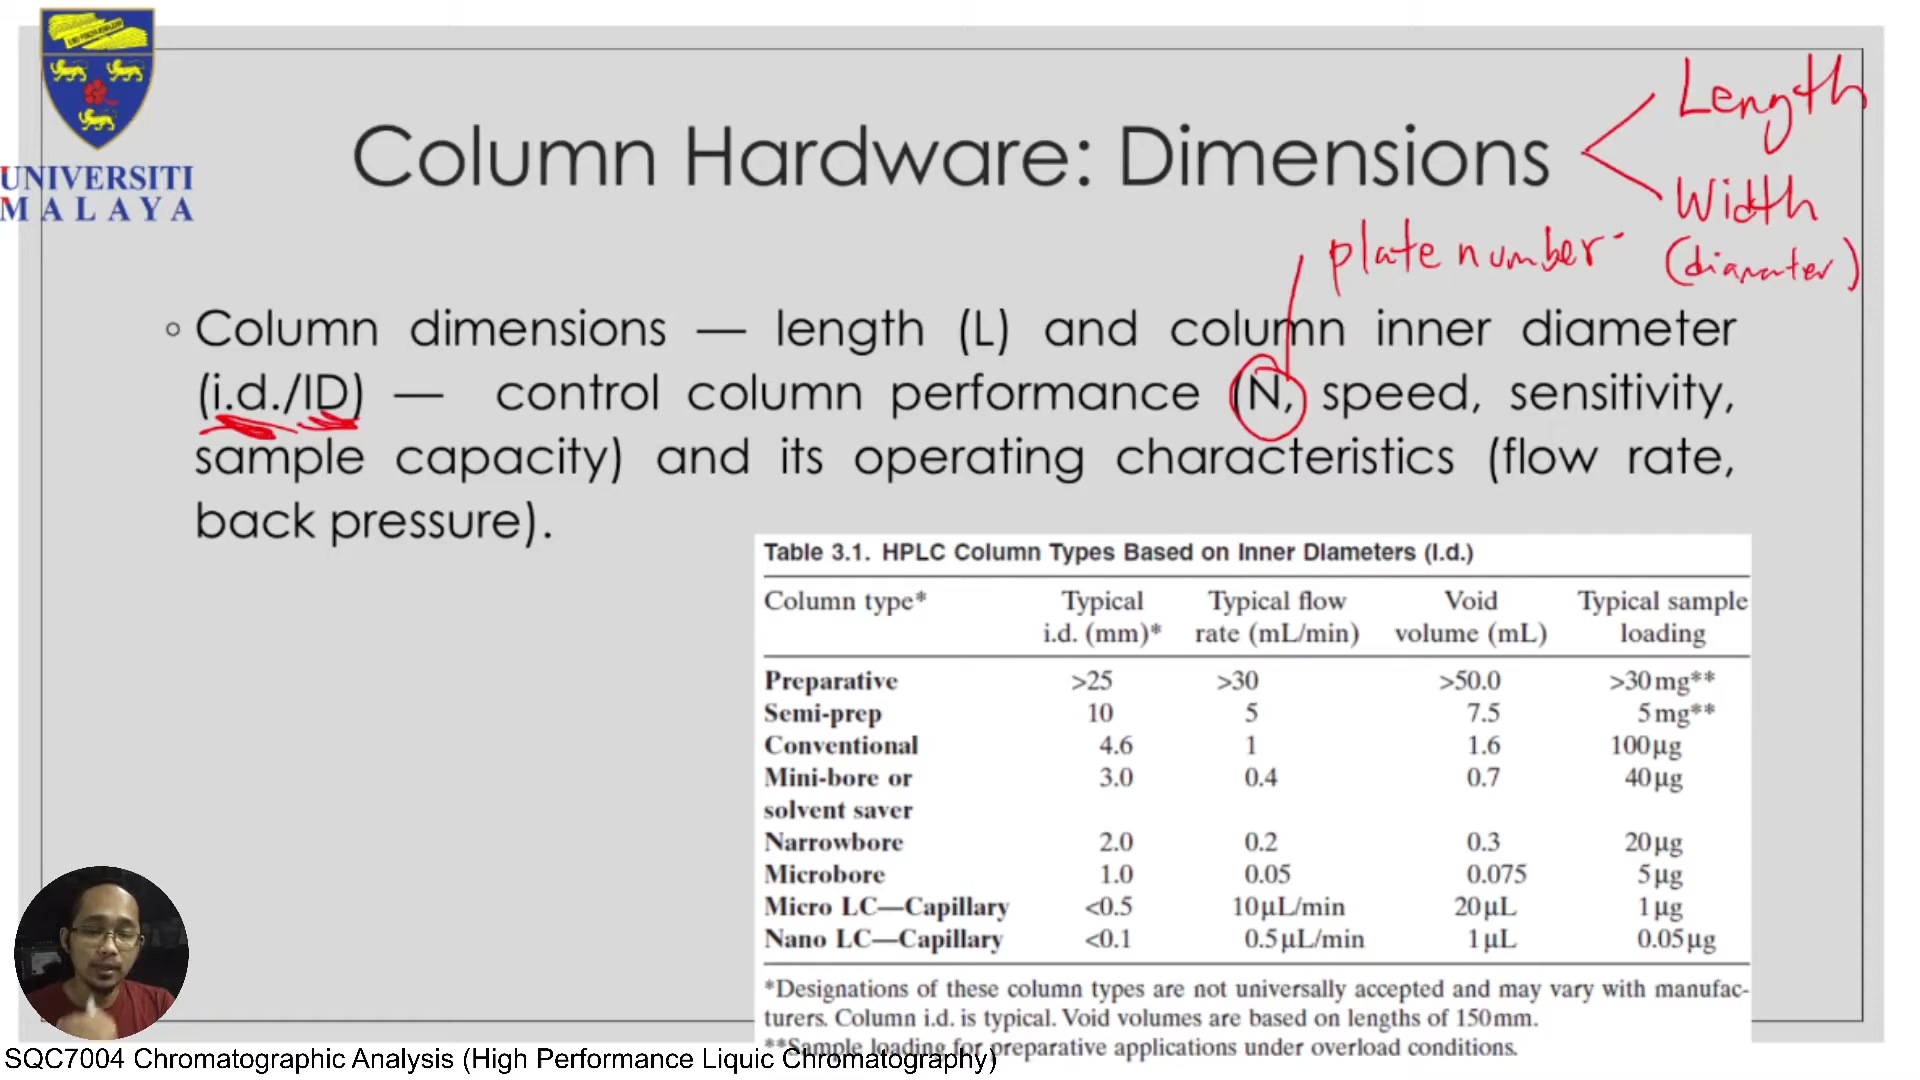 UNIVERSITI
MALAYA
Column Hardware: Dimensions
Length
Width
(diameter)
plate number
◦ Column dimensions — length (L) and column inner diameter
(i.d./ID) — control column performance (N, speed, sensitivity,
sample capacity) and its operating characteristics (flow rate,
back pressure).
Table 3.1. HPLC Column Types Based on Inner Diameters (I.d.)
Column type* Typical i.d. (mm)* Typical flow rate (mL/min) Void volume (mL) Typical sample loading
Preparative >25 >30 >50.0 >30 mg**
Semi-prep 10 5 7.5 5 mg**
Conventional 4.6 1 1.6 100 µg
Mini-bore or 3.0 0.4 0.7 40 µg
solvent saver
Narrowbore 2.0 0.2 0.3 20 µg
Microbore 1.0 0.05 0.075 5 µg
Micro LC—Capillary <0.5 10 µL/min 20 µL 1 µg
Nano LC—Capillary <0.1 0.5 µL/min 1 µL 0.05 µg
*Designations of these column types are not universally accepted and may vary with manufac-
turers. Column i.d. is typical. Void volumes are based on lengths of 150 mm.
**Sample loading for preparative applications under overload conditions.
SQC7004 Chromatographic Analysis (High Performance Liquic Chromatography)